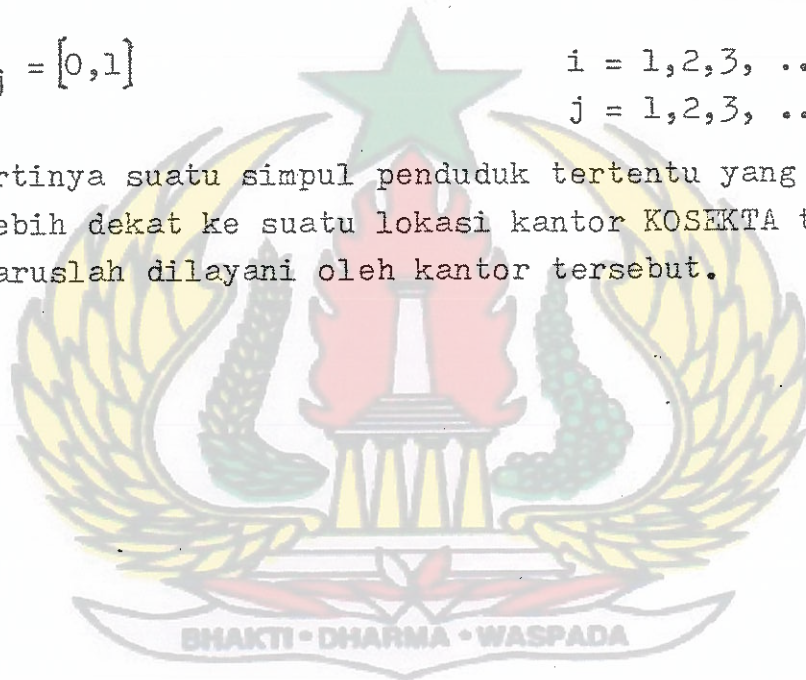 j = [0,1] i = 1,2,3, ..
j = 1,2,3, ..
rtinya suatu simpul penduduk tertentu yang
ebih dekat ke suatu lokasi kantor KOSEKTA t
aruslah dilayani oleh kantor tersebut.
BHAKTI • DHARMA • WASPADA